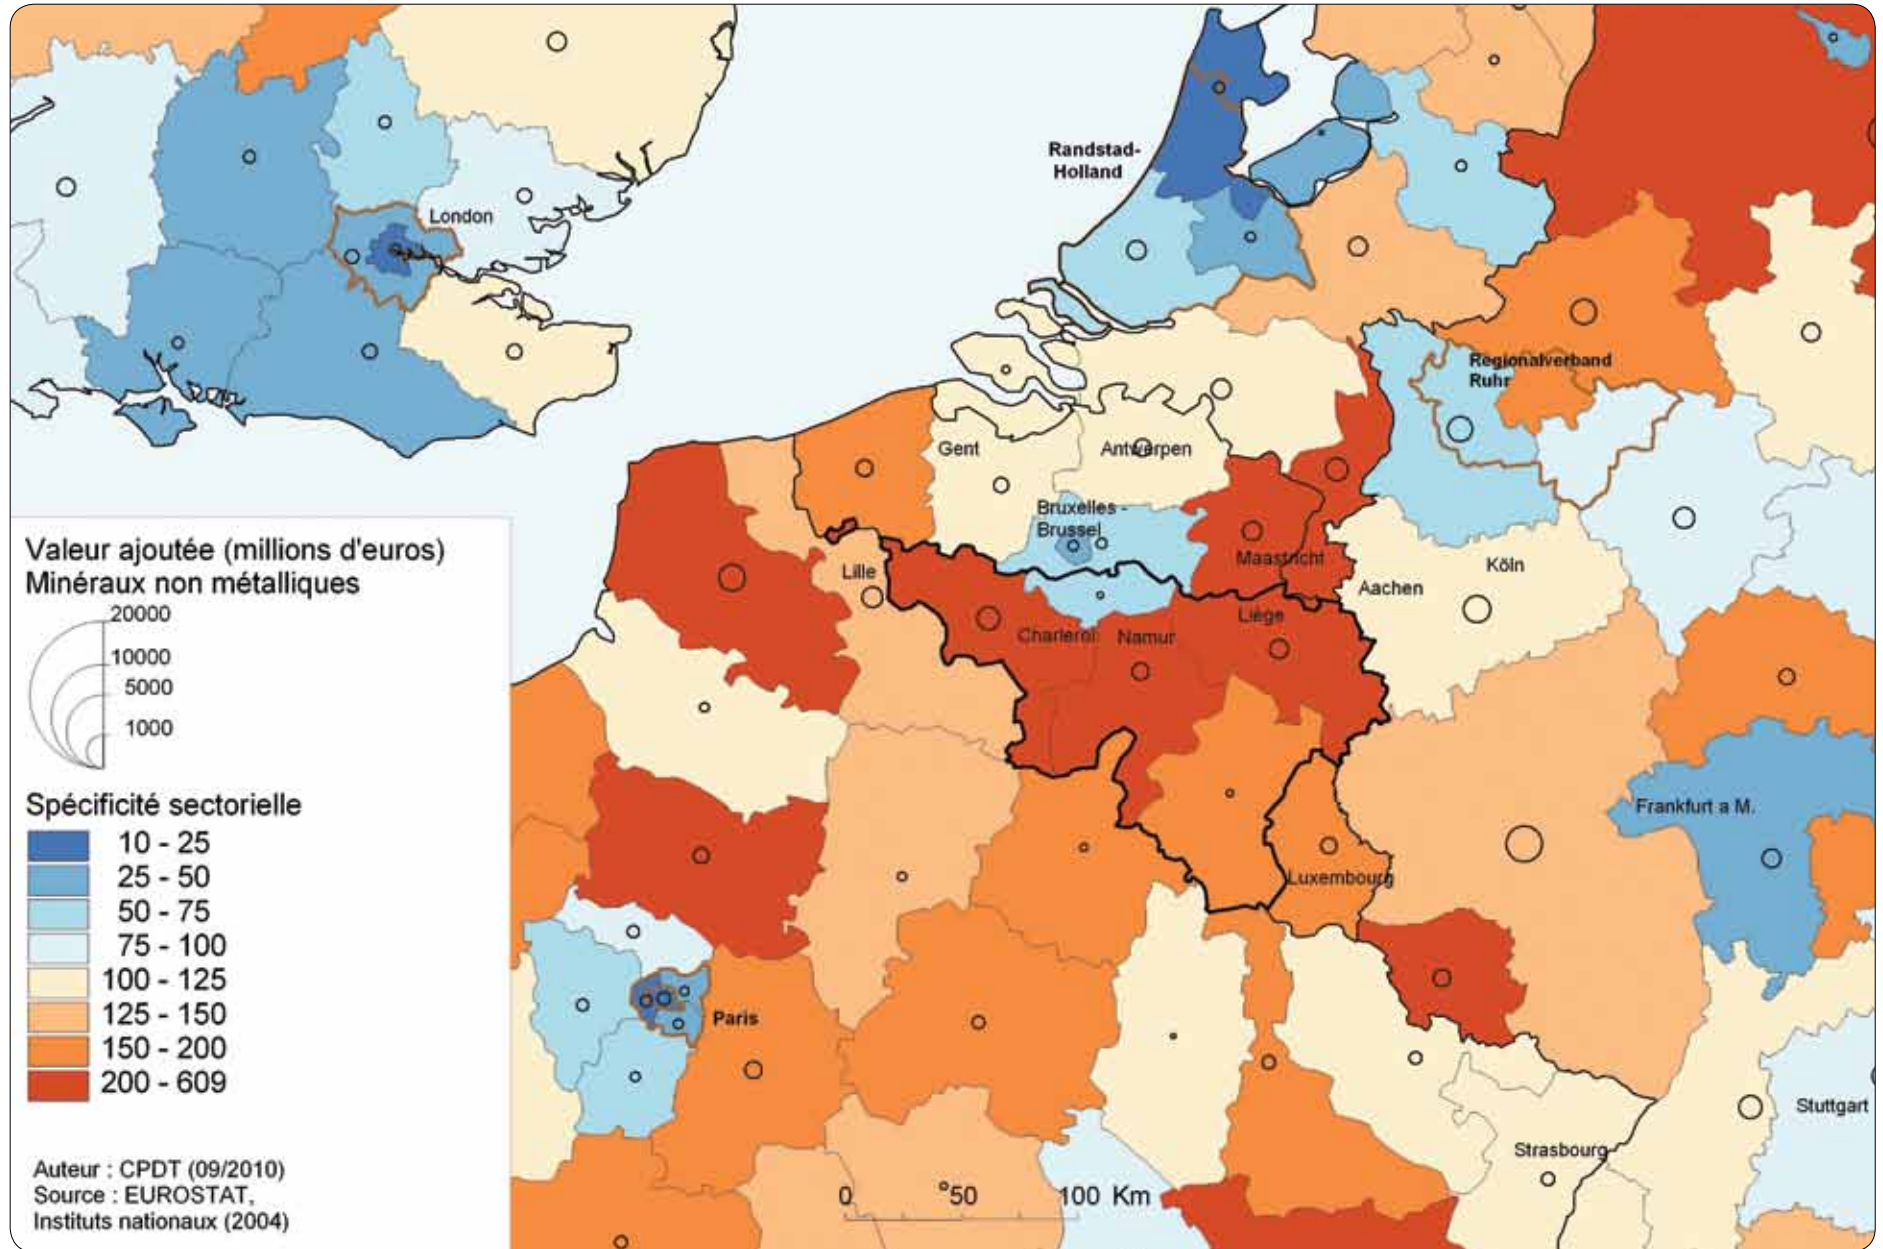 Randstad-
Holland
London
Regionalverband
Ruhr
Gent
Antwerpen
Bruxelles -
Brussel
Maastricht
Köln
Lille
Aachen
Liège
Charleroi
Namur
Frankfurt a M.
Luxembourg
Paris
Stuttgart
Strasbourg
Valeur ajoutée (millions d'euros)
Minéraux non métalliques
20000
10000
5000
1000
Spécificité sectorielle
10 - 25
25 - 50
50 - 75
75 - 100
100 - 125
125 - 150
150 - 200
200 - 609
Auteur : CPDT (09/2010)
Source : EUROSTAT,
Instituts nationaux (2004)
0 50 100 Km